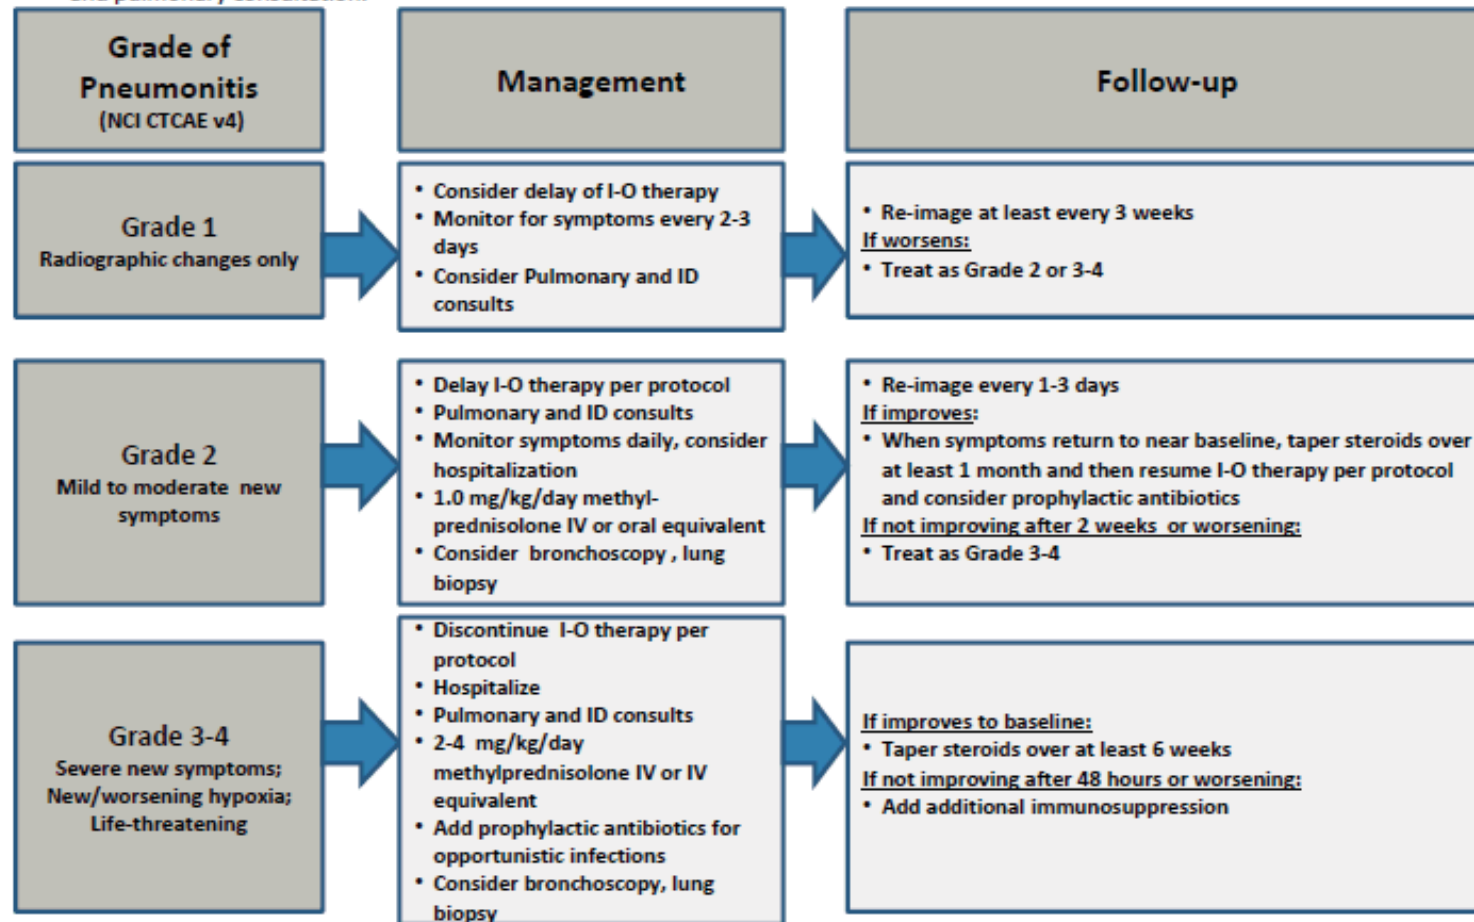 end pulmonary consultation.
Grade of
Pneumonitis
(NCI CTCAE v4)
Management
Follow-up
Grade 1
Radiographic changes only
• Consider delay of I-O therapy
• Monitor for symptoms every 2-3
days
• Consider Pulmonary and ID
consults
• Re-image at least every 3 weeks
If worsens:
• Treat as Grade 2 or 3-4
Grade 2
Mild to moderate new
symptoms
• Delay I-O therapy per protocol
• Pulmonary and ID consults
• Monitor symptoms daily, consider
hospitalization
• 1.0 mg/kg/day methyl-
prednisolone IV or oral equivalent
• Consider bronchoscopy , lung
biopsy
• Re-image every 1-3 days
If improves:
• When symptoms return to near baseline, taper steroids over
at least 1 month and then resume I-O therapy per protocol
and consider prophylactic antibiotics
If not improving after 2 weeks or worsening:
• Treat as Grade 3-4
Grade 3-4
Severe new symptoms;
New/worsening hypoxia;
Life-threatening
• Discontinue I-O therapy per
protocol
• Hospitalize
• Pulmonary and ID consults
• 2-4 mg/kg/day
methylprednisolone IV or IV
equivalent
• Add prophylactic antibiotics for
opportunistic infections
• Consider bronchoscopy, lung
biopsy
If improves to baseline:
• Taper steroids over at least 6 weeks
If not improving after 48 hours or worsening:
• Add additional immunosuppression